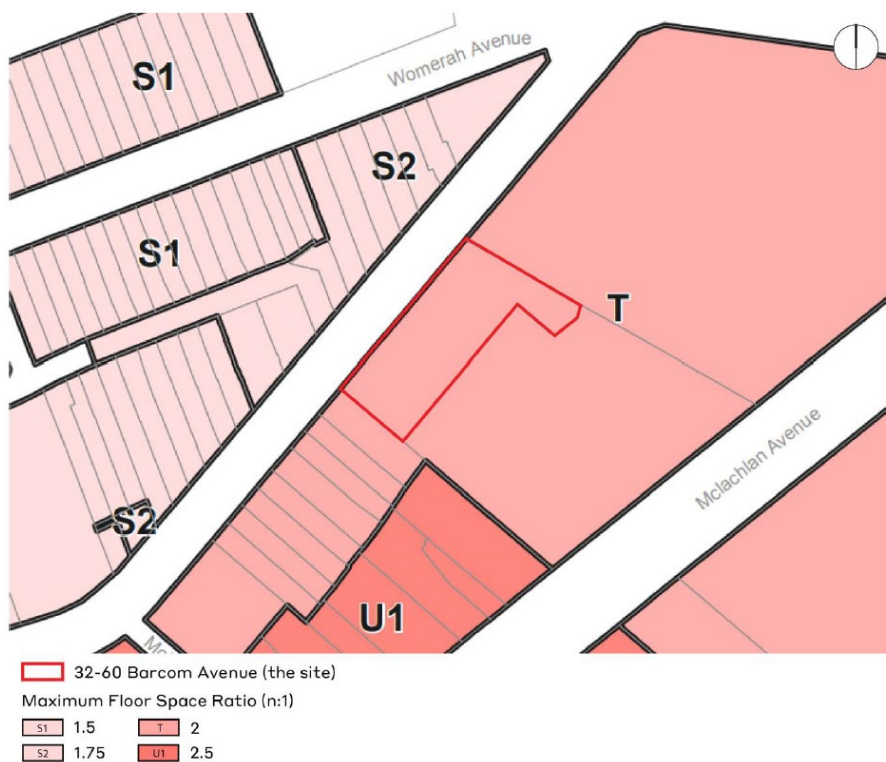 S1
Womerah Avenue
S2
S1
T
Mclachlan Avenue
S2
U1
32-60 Barcom Avenue (the site)
Maximum Floor Space Ratio (n:1)
S1 1.5 T 2
S2 1.75 U1 2.5